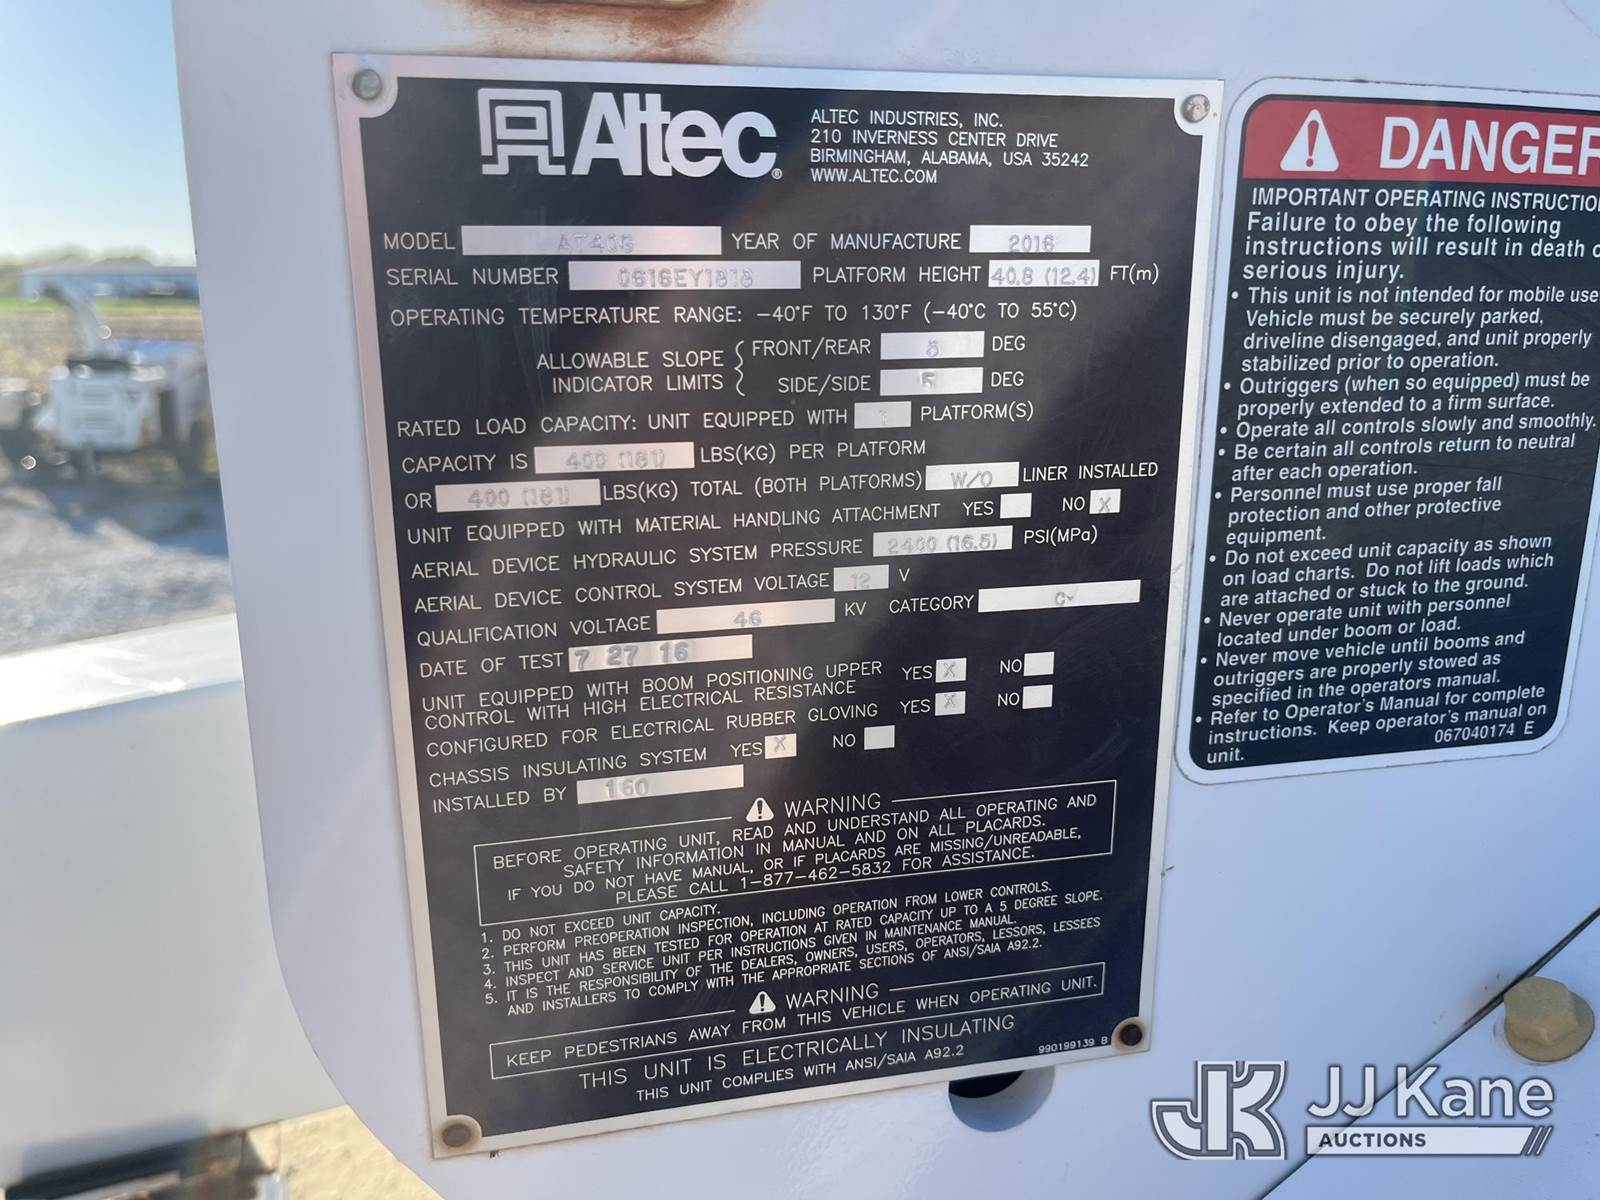 Altec®
ALTEC INDUSTRIES, INC.
210 INVERNESS CENTER DRIVE
BIRMINGHAM, ALABAMA, USA 35242
WWW.ALTEC.COM
MODEL AT40G YEAR OF MANUFACTURE 2016
SERIAL NUMBER 0616EY1818 PLATFORM HEIGHT 40.8 (12.4) FT(m)
OPERATING TEMPERATURE RANGE: -40°F TO 130°F (-40°C TO 55°C)
ALLOWABLE SLOPE INDICATOR LIMITS { FRONT/REAR 5 DEG
SIDE/SIDE 5 DEG
RATED LOAD CAPACITY: UNIT EQUIPPED WITH 1 PLATFORM(S)
CAPACITY IS 400 (181) LBS(KG) PER PLATFORM
OR 400 (181) LBS(KG) TOTAL (BOTH PLATFORMS) W/O LINER INSTALLED
UNIT EQUIPPED WITH MATERIAL HANDLING ATTACHMENT YES NO X
AERIAL DEVICE HYDRAULIC SYSTEM PRESSURE 2400 (16.5) PSI(MPa)
AERIAL DEVICE CONTROL SYSTEM VOLTAGE 12 V
QUALIFICATION VOLTAGE 46 KV CATEGORY C
DATE OF TEST 7 27 16
UNIT EQUIPPED WITH BOOM POSITIONING UPPER YES X NO
CONTROL WITH HIGH ELECTRICAL RESISTANCE
CONFIGURED FOR ELECTRICAL RUBBER GLOVING YES X NO
CHASSIS INSULATING SYSTEM YES X NO
INSTALLED BY 160
WARNING
BEFORE OPERATING UNIT, READ AND UNDERSTAND ALL OPERATING AND
SAFETY INFORMATION IN MANUAL AND ON ALL PLACARDS.
IF YOU DO NOT HAVE MANUAL, OR IF PLACARDS ARE MISSING/UNREADABLE,
PLEASE CALL 1-877-462-5832 FOR ASSISTANCE.
1. DO NOT EXCEED UNIT CAPACITY.
2. PERFORM PREOPERATION INSPECTION, INCLUDING OPERATION FROM LOWER CONTROLS.
3. THIS UNIT HAS BEEN TESTED FOR OPERATION AT RATED CAPACITY UP TO A 5 DEGREE SLOPE.
4. INSPECT AND SERVICE UNIT PER INSTRUCTIONS GIVEN IN MAINTENANCE MANUAL.
5. IT IS THE RESPONSIBILITY OF THE DEALERS, OWNERS, USERS, OPERATORS, LESSORS, LESSEES
AND INSTALLERS TO COMPLY WITH THE APPROPRIATE SECTIONS OF ANSI/SAIA A92.2.
WARNING
KEEP PEDESTRIANS AWAY FROM THIS VEHICLE WHEN OPERATING UNIT.
THIS UNIT IS ELECTRICALLY INSULATING
THIS UNIT COMPLIES WITH ANSI/SAIA A92.2
990199139 B
DANGER
IMPORTANT OPERATING INSTRUCTIO
Failure to obey the following
instructions will result in death o
serious injury.
• This unit is not intended for mobile use.
Vehicle must be securely parked,
driveline disengaged, and unit properly
stabilized prior to operation.
• Outriggers (when so equipped) must be
properly extended to a firm surface.
• Operate all controls slowly and smoothly.
• Be certain all controls return to neutral
after each operation.
• Personnel must use proper fall
protection and other protective
equipment.
• Do not exceed unit capacity as shown
on load charts. Do not lift loads which
are attached or stuck to the ground.
• Never operate unit with personnel
located under boom or load.
• Never move vehicle until booms and
outriggers are properly stowed as
specified in the operators manual.
• Refer to Operator's Manual for complete
instructions. Keep operator's manual on
unit.
067040174 E
JK JJ Kane
AUCTIONS